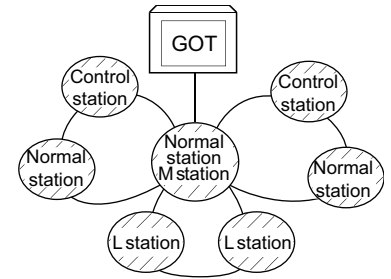 GOT
Control
station
Control
station
Normal
station
Normal
station
M station
Normal
station
L station
L station